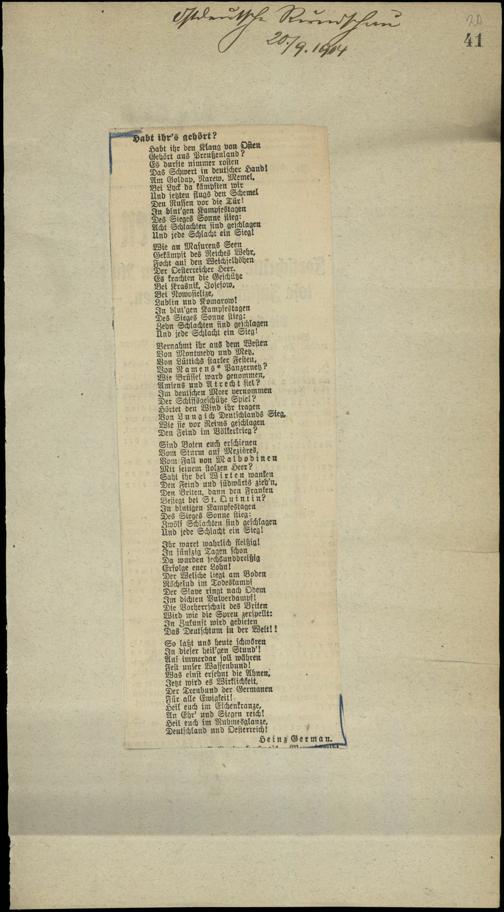 Ostdeutsche Rundschau
20/9. 1914
20
41
Habt ihr's gehört?
Habt ihr den Klang von Osten
Gehört aus Preußenland?
Es durfte nimmer rosten
Das Schwert in deutscher Hand!
Am Goldap, Narew, Memel,
Bei Lyck da kämpften wir
Und setzten flugs den Schemel
Den Russen vor die Tür!
In blut'gen Kampfestagen
Des Sieges Sonne stieg:
Acht Schlachten sind geschlagen
Und jede Schlacht ein Sieg!
Wie an Masurens Seen
Gekämpft des Reiches Wehr,
Focht auf den Weichselhöhen
Der Oesterreicher Heer.
Es krachten die Geschütze
Bei Krasnik, Josefow,
Bei Nowosielize,
Lublin und Komarow!
In blut'gen Kampfestagen
Des Sieges Sonne stieg:
Zehn Schlachten sind geschlagen
Und jede Schlacht ein Sieg!
Vernahmt ihr aus dem Westen
Von Montmedy und Metz,
Von Lüttichs starker Festen,
Von Namens* Panzernetz?
Wie Brüssel ward genommen,
Amiens und Atrecht fiel?
Im deutschen Meer vernommen
Der Schiffsgeschütze Spiel?
Hörtet den Wind ihr tragen
Von Lungich Deutschlands Sieg,
Wie sie vor Reims geschlagen
Den Feind im Völkerkrieg?
Sind Boten euch erschienen
Vom Sturm auf Mezières,
Vom Fall von Malbodinen
Mit seinem stolzen Heer?
Saht ihr bei Wirten wanken
Den Feind und südwärts zieh'n,
Den Briten, dann den Franken
Besiegt bei St. Quintin?
In blutigen Kampfestagen
Des Sieges Sonne stieg:
Zwölf Schlachten sind geschlagen
Und jede Schlacht ein Sieg!
Ihr waret wahrlich fleißig!
In fünfzig Tagen schon
Da wurden sechsunddreißig
Erfolge euer Lohn!
Der Welsche liegt am Boden
Röchelnd im Todeskampf
Der Slave ringt nach Odem
Im dichten Pulverdampf!
Die Vorherrschaft des Briten
Wird wie die Spreu zerspellt:
In Zukunft wird gebieten
Das Deutschtum in der Welt!!
So laßt uns heute schwören
In dieser heil'gen Stund'!
Auf immerdar soll währen
Fest unser Waffenbund!
Was einst ersehnt die Ahnen,
Jetzt wird es Wirklichkeit,
Der Treubund der Germanen
Für alle Ewigkeit!
Heil euch im Eichenkranze,
An Ehr' und Siegen reich!
Heil euch im Ruhmesglanze,
Deutschland und Oesterreich!
Heinz German.